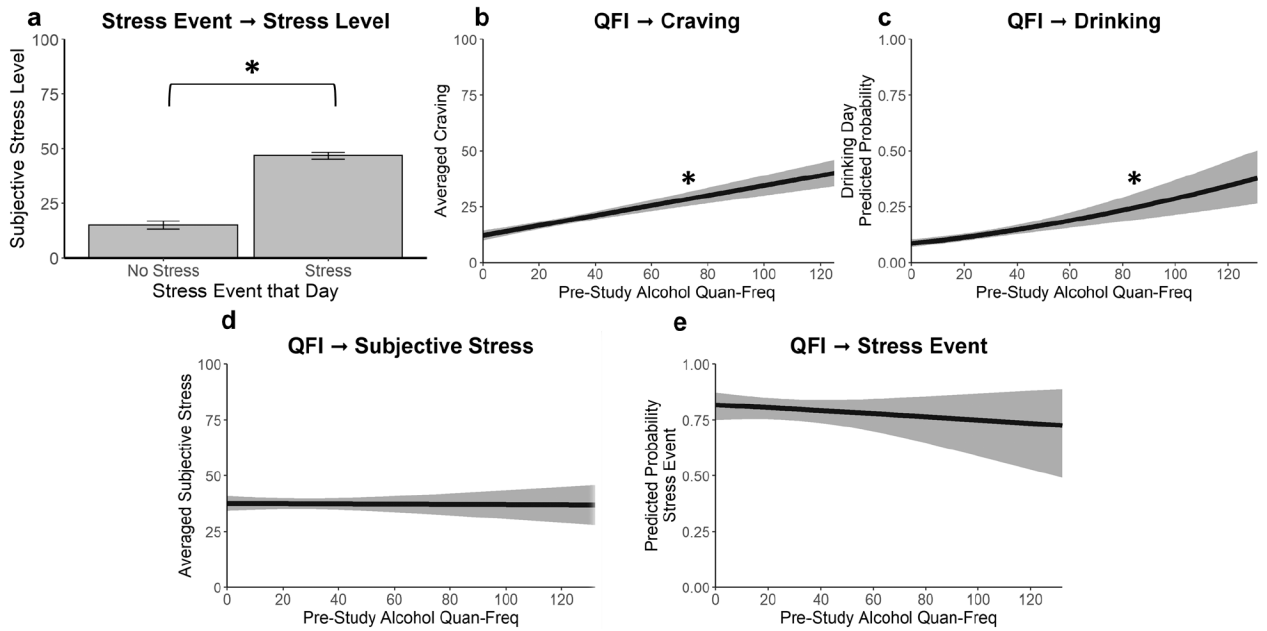 a
Stress Event → Stress Level
Subjective Stress Level
100
75
50
25
0
*
No Stress
Stress
Stress Event that Day
b
QFI → Craving
Averaged Craving
100
75
50
25
0
*
0 20 40 60 80 100 120
Pre-Study Alcohol Quan-Freq
c
QFI → Drinking
Drinking Day
Predicted Probability
1.00
0.75
0.50
0.25
0.00
*
0 20 40 60 80 100 120
Pre-Study Alcohol Quan-Freq
d
QFI → Subjective Stress
Averaged Subjective Stress
100
75
50
25
0
0 20 40 60 80 100 120
Pre-Study Alcohol Quan-Freq
e
QFI → Stress Event
Predicted Probability
Stress Event
1.00
0.75
0.50
0.25
0.00
0 20 40 60 80 100 120
Pre-Study Alcohol Quan-Freq